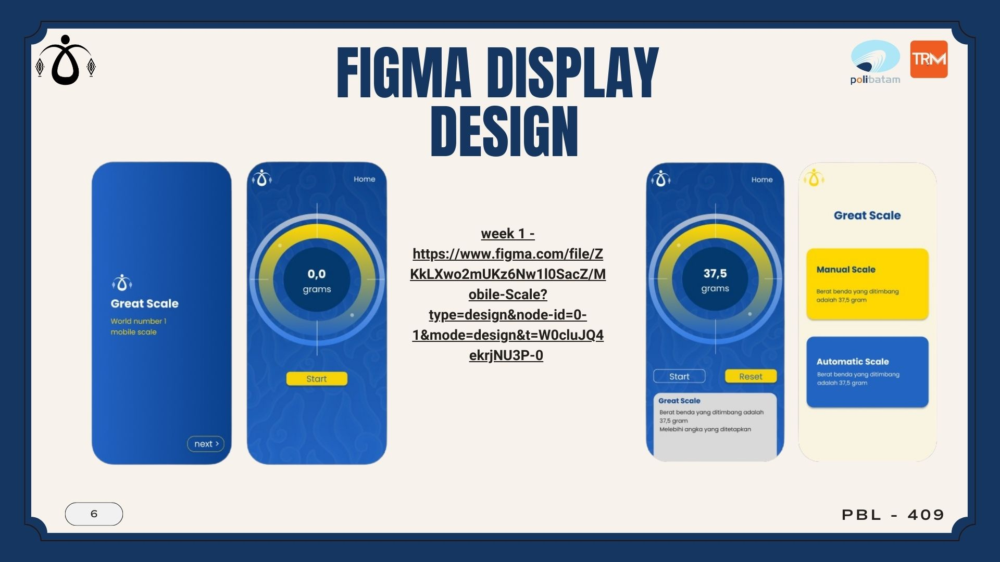 FIGMA DISPLAY
DESIGN
polibatam
TRM
Great Scale
World number 1
mobile scale
next >
Home
0,0
grams
Start
week 1 -
https://www.figma.com/file/Z
KkLXwo2mUKz6Nw1l0SacZ/M
obile-Scale?
type=design&node-id=0-
1&mode=design&t=W0cluJQ4
ekrjNU3P-0
Home
37,5
grams
Start
Reset
Great Scale
Berat benda yang ditimbang adalah
37,5 gram
Melebihi angka yang ditetapkan
Great Scale
Manual Scale
Berat benda yang ditimbang
adalah 37,5 gram
Automatic Scale
Berat benda yang ditimbang
adalah 37,5 gram
6
PBL - 409